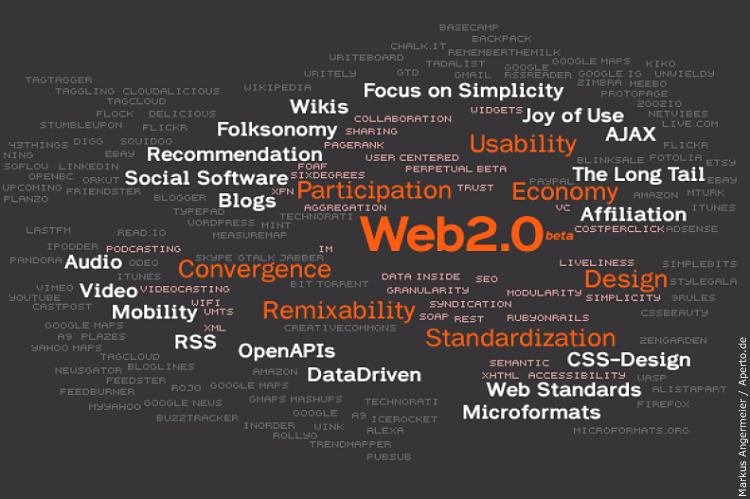 BASECAMP
BACKPACK
CHALK.IT REMEMBERTHEMILK
WRITEBOARD TADALIST GOOGLE GOOGLE MAPS KIKO
WRITELY GTD GMAIL RSSREADER GOOGLE IG UNWIELDY
TAGTAGGER WIKIPEDIA Focus on Simplicity ZIMBRA MEEBO
TAGGLING CLOUDALICIOUS PROTOPAGE
TAGCLOUD Wikis WIDGETS Joy of Use ZOOZIO
FLOCK DELICIOUS COLLABORATION NETVIBES
STUMBLEUPON FLICKR Folksonomy SHARING AJAX LIVE.COM
43THINGS DIGG SQUIDOO PAGERANK Usability FLICKR
NING EBAY Recommendation USER CENTERED BLINKSALE FOTOLIA ETSY
SOFLOW LINKEDIN FOAF PERPETUAL BETA
OPENBC ORKUT Social Software SIXDEGREES PAYPAL The Long Tail EBAY
UPCOMING FRIENDSTER XFN Participation TRUST Economy AMAZON MTURK
PLANZO BLOGGER Blogs AGGREGATION VC ITUNES
TYPEPAD TECHNORATI Affiliation
WORDPRESS MINT Web2.0 beta COSTPERCLICK ADSENSE
LASTFM READ.IO MEASUREMAP
IPODDER PODCASTING IM
PANDORA Audio ODEO SKYPE GTALK JABBER LIVELINESS SIMPLEBITS
ITUNES Convergence DATA INSIDE SEO Design STYLEGALA
VIMEO Video VIDEOCASTING BIT TORRENT GRANULARITY MODULARITY
YOUTUBE WIFI SYNDICATION SIMPLICITY 9RULES
CASTPOST Mobility UMTS Remixability SOAP REST RUBYONRAILS CSSBEAUTY
GOOGLE MAPS XML CREATIVECOMMONS
A9 PLAZES RSS Standardization ZENGARDEN
YAHOO MAPS OpenAPIs
TAGCLOUD SEMANTIC CSS-Design
NEWSGATOR BLOGLINES AMAZON DataDriven XHTML ACCESSIBILITY WASP
FEEDSTER ROJO GOOGLE MAPS Web Standards ALISTAPART
FEEDBURNER GMAPS MASHUPS TECHNORATI
MYYAHOO GOOGLE NEWS GOOGLE A9 ICEROCKET Microformats FIREFOX
BUZZTRACKER INORDER WINK ALEXA MICROFORMATS.ORG
ROLLYO TRENDMAPPER
PUBSUB
Markus Angermeier / Aperto.de